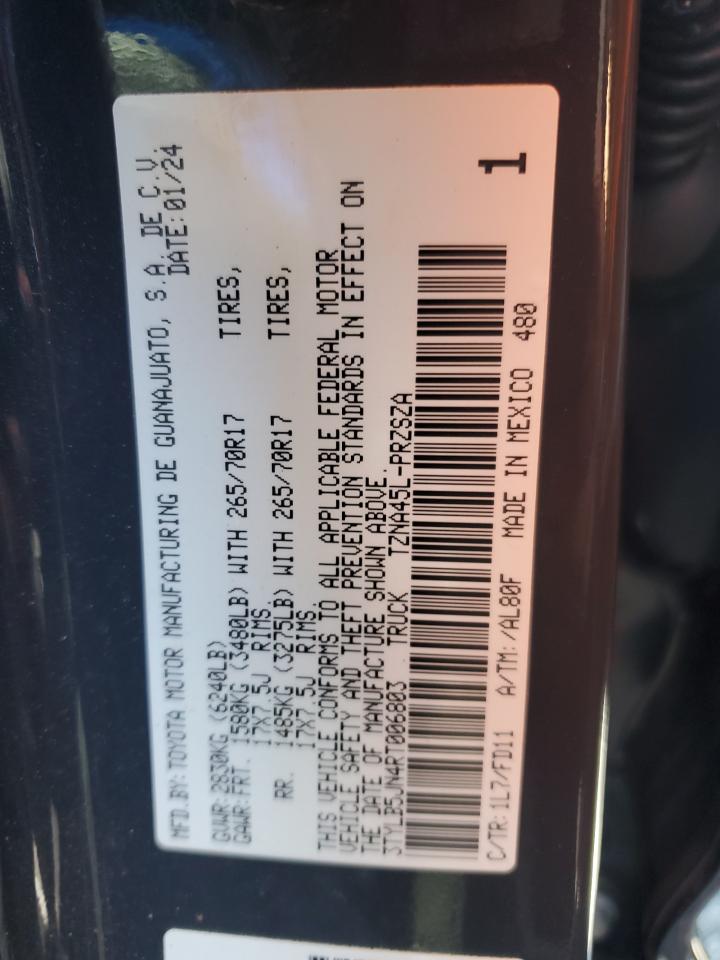 MFD.BY: TOYOTA MOTOR MANUFACTURING DE GUANAJUATO, S.A. DE C.V.
DATE:01/24
GVWR:2830KG (6240LB)
GAWR:FRT. 1580KG (3480LB) WITH 265/70R17 TIRES,
17X7.5J RIMS.
RR. 1485KG (3275LB) WITH 265/70R17 TIRES,
17X7.5J RIMS.
THIS VEHICLE CONFORMS TO ALL APPLICABLE FEDERAL MOTOR
VEHICLE SAFETY AND THEFT PREVENTION STANDARDS IN EFFECT ON
THE DATE OF MANUFACTURE SHOWN ABOVE.
3TYLB5JN4RT006803 TRUCK TZNA45L-PRZSZA
C/TR:1L7/FD11 A/TM:/AL80F MADE IN MEXICO 480
1